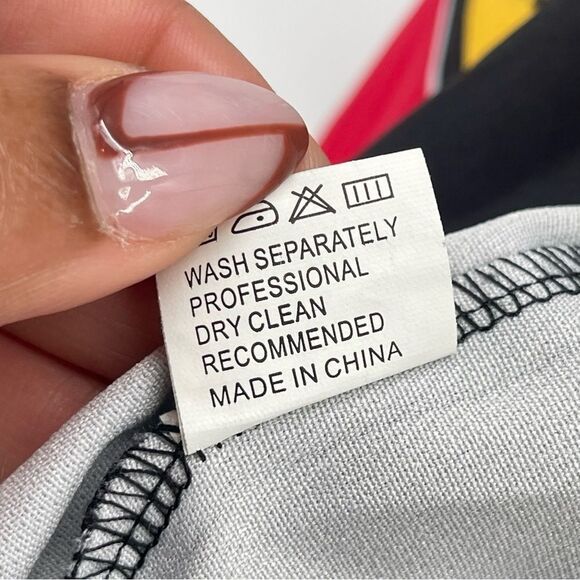 WASH SEPARATELY
PROFESSIONAL
DRY CLEAN
RECOMMENDED
MADE IN CHINA